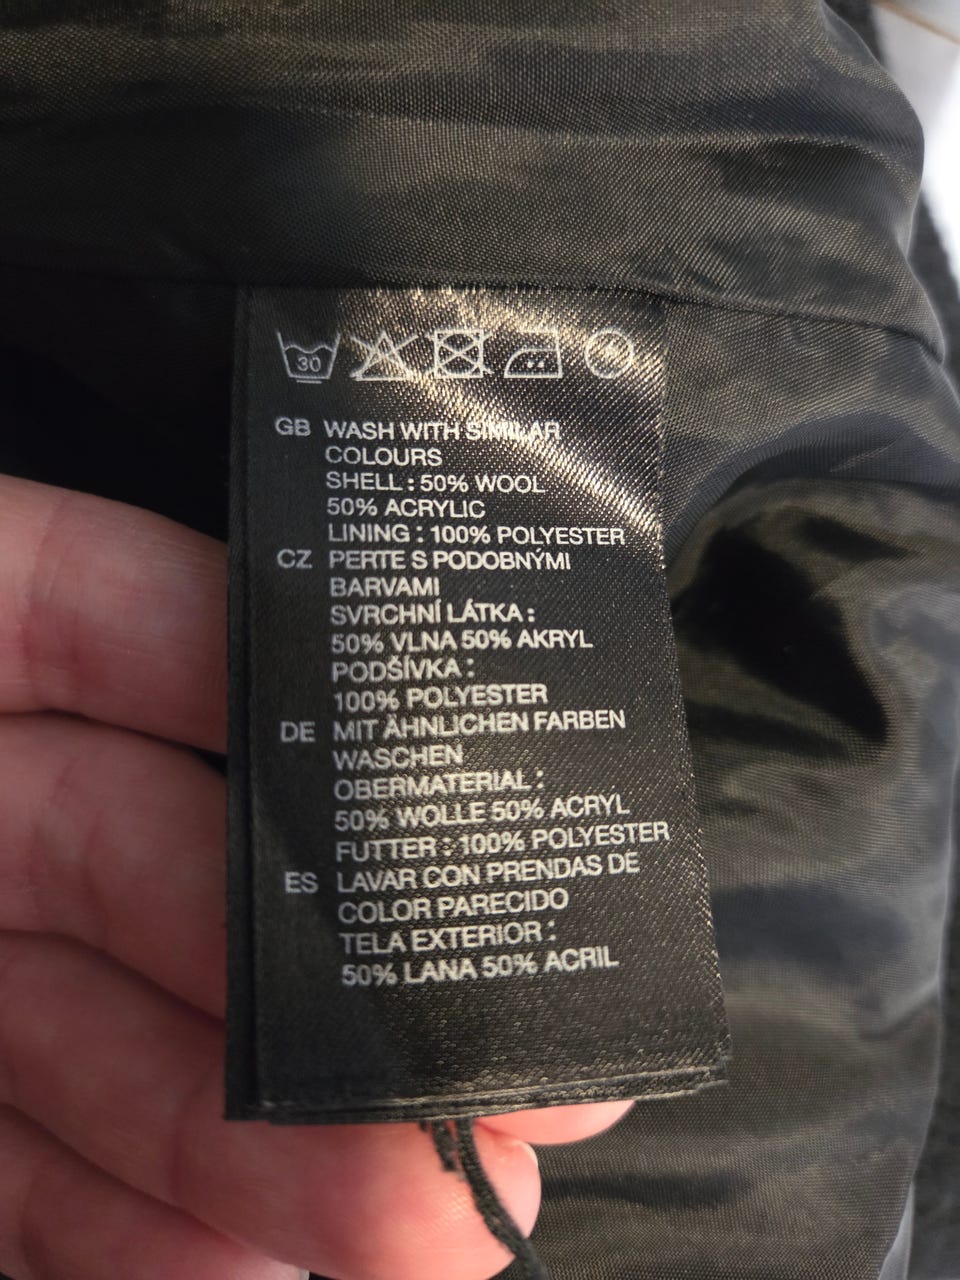 30
GB WASH WITH SIMILAR
COLOURS
SHELL : 50% WOOL
50% ACRYLIC
LINING : 100% POLYESTER
CZ PERTE S PODOBNÝMI
BARVAMI
SVRCHNÍ LÁTKA :
50% VLNA 50% AKRYL
PODŠÍVKA :
100% POLYESTER
DE MIT ÄHNLICHEN FARBEN
WASCHEN
OBERMATERIAL :
50% WOLLE 50% ACRYL
FUTTER : 100% POLYESTER
ES LAVAR CON PRENDAS DE
COLOR PARECIDO
TELA EXTERIOR :
50% LANA 50% ACRIL